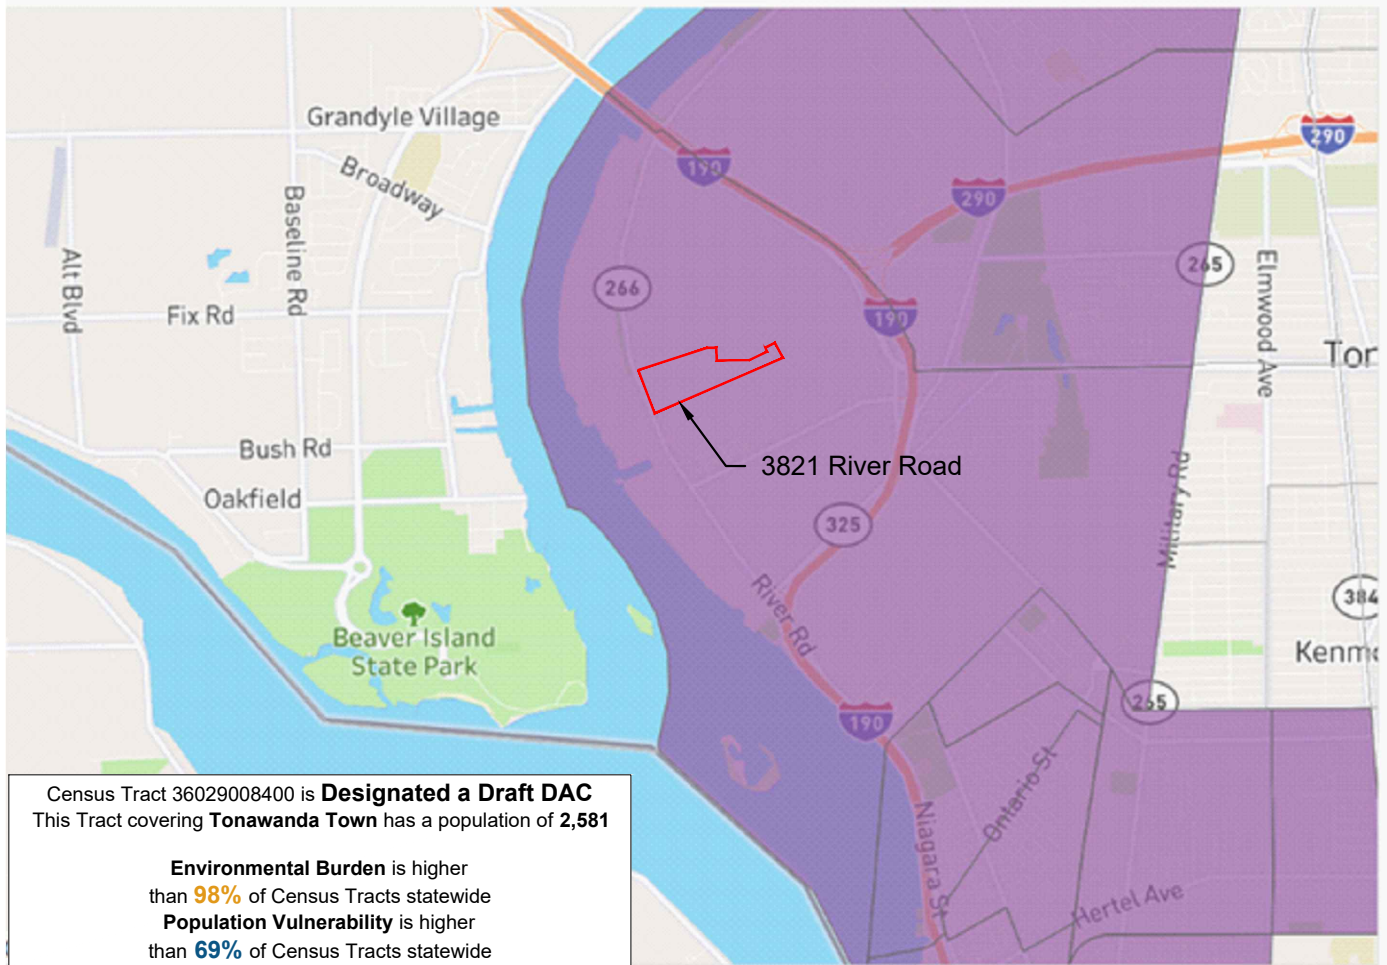 Grandyle Village
290
Broadway
190
290
Baseline Rd
Alt Blvd
265
Elmwood Ave
266
Fix Rd
190
Tor
3821 River Road
Bush Rd
Oakfield
Military Rd
325
River Rd
384
Beaver Island
State Park
Kenm
265
190
Ontario St
Niagara St
Hertel Ave
Census Tract 36029008400 is Designated a Draft DAC
This Tract covering Tonawanda Town has a population of 2,581
Environmental Burden is higher
than 98% of Census Tracts statewide
Population Vulnerability is higher
than 69% of Census Tracts statewide